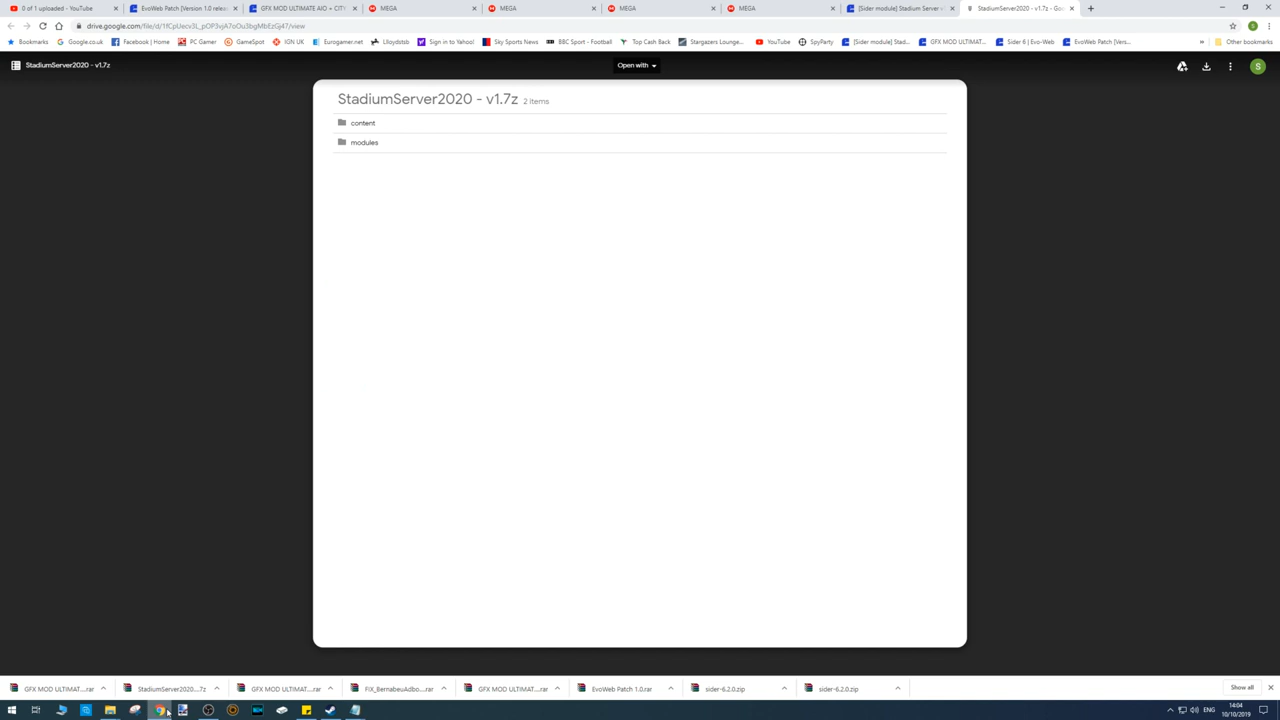 0 of 1 uploaded - YouTube
EvoWeb Patch [Version 1.0 relea
GFX MOD ULTIMATE AIO + CITY
MEGA
MEGA
MEGA
MEGA
[Sider module] Stadium Server v
StadiumServer2020 - v1.7z - Goo
drive.google.com/file/d/1fCpUecv3L_pOP3vjA7oOu3bgMbEzGj47/view
Bookmarks
Google.co.uk
Facebook | Home
PC Gamer
GameSpot
IGN UK
Eurogamer.net
Lloydstsb
Sign in to Yahoo!
Sky Sports News
BBC Sport - Football
Top Cash Back
Stargazers Lounge...
YouTube
SpyParty
[Sider module] Stad...
GFX MOD ULTIMAT...
Sider 6 | Evo-Web
EvoWeb Patch [Vers...
Other bookmarks
StadiumServer2020 - v1.7z
Open with
S
StadiumServer2020 - v1.7z 2 items
content
modules
GFX MOD ULTIMAT....rar
StadiumServer2020....7z
GFX MOD ULTIMAT....rar
FIX_BernabeuAdbo....rar
GFX MOD ULTIMAT....rar
EvoWeb Patch 1.0.rar
sider-6.2.0.zip
sider-6.2.0.zip
Show all
ENG
14:04
10/10/2019